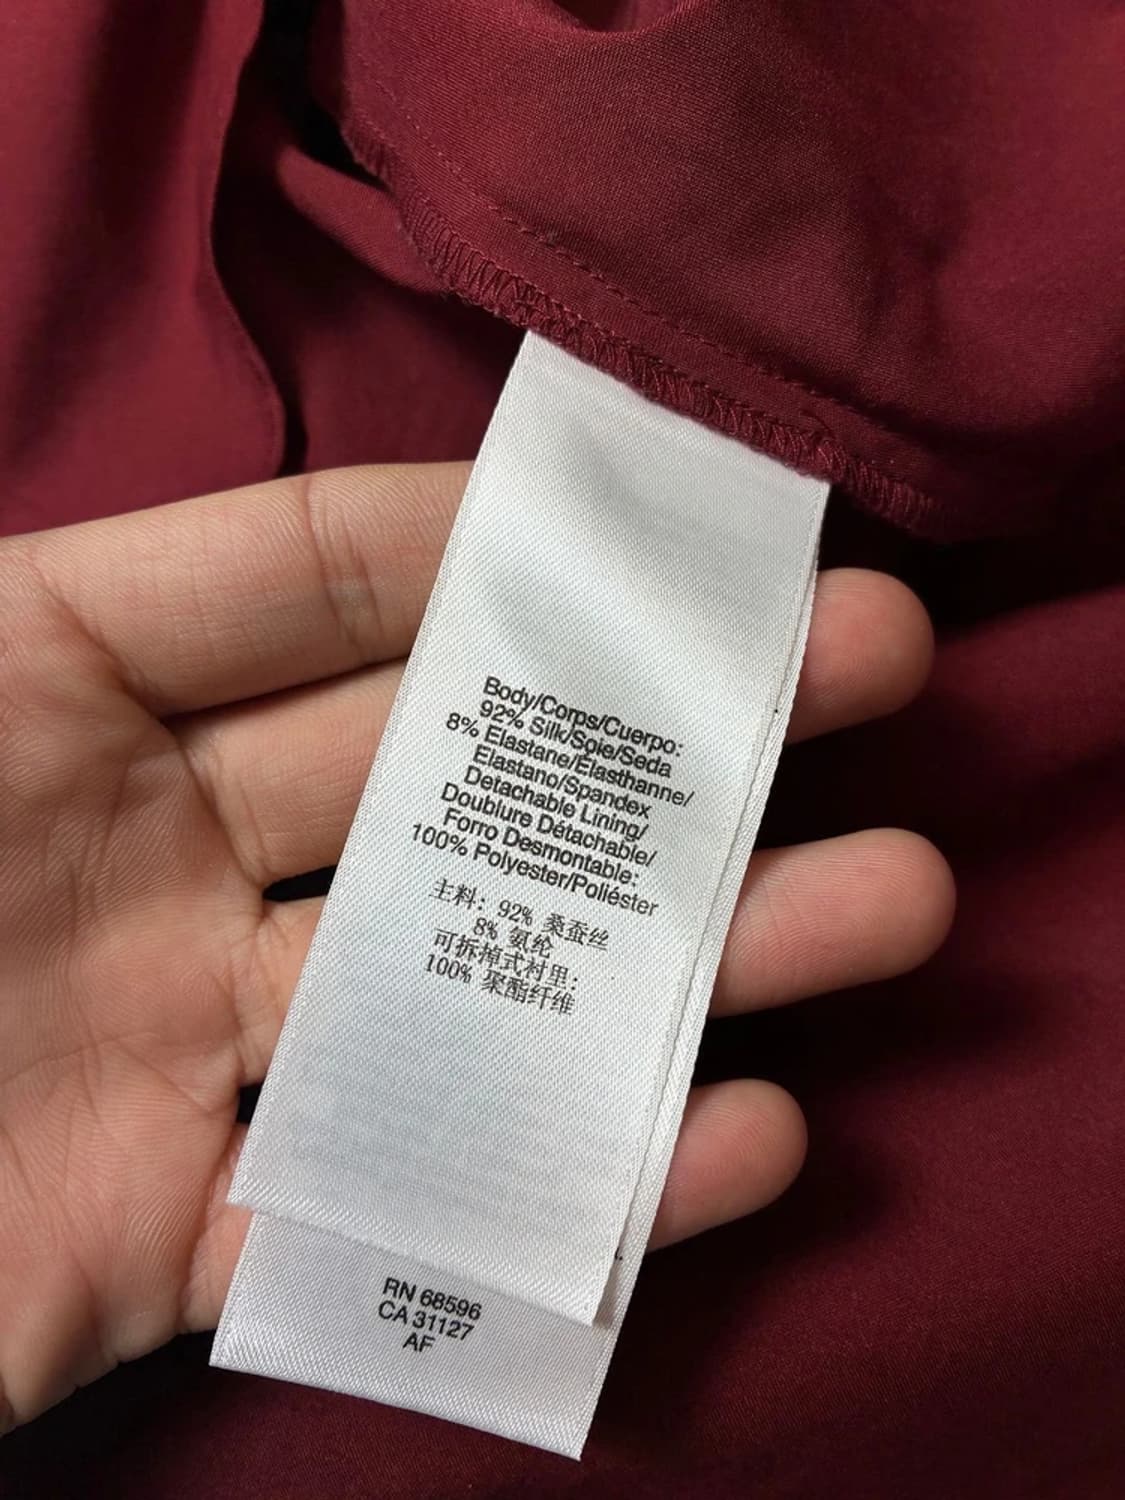 Body/Corps/Cuerpo:
92% Silk/Soie/Seda
8% Elastane/Élasthanne/
Elastano/Spandex
Detachable Lining/
Doublure Détachable/
Forro Desmontable:
100% Polyester/Poliéster
主料: 92% 桑蚕丝
8% 氨纶
可拆掉式衬里:
100% 聚酯纤维
RN 68596
CA 31127
AF